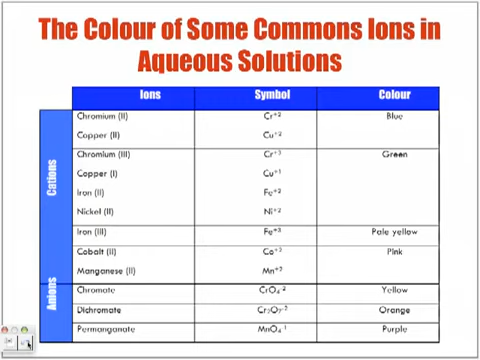 The Colour of Some Commons Ions in
Aqueous Solutions
Ions Symbol Colour
Cations
Chromium (II) Cr⁺² Blue
Copper (II) Cu⁺²
Chromium (III) Cr⁺³ Green
Copper (I) Cu⁺¹
Iron (II) Fe⁺²
Nickel (II) Ni⁺²
Iron (III) Fe⁺³ Pale yellow
Cobalt (II) Co⁺² Pink
Manganese (II) Mn⁺²
Anions
Chromate CrO₄⁻² Yellow
Dichromate Cr₂O₇⁻² Orange
Permanganate MnO₄⁻¹ Purple